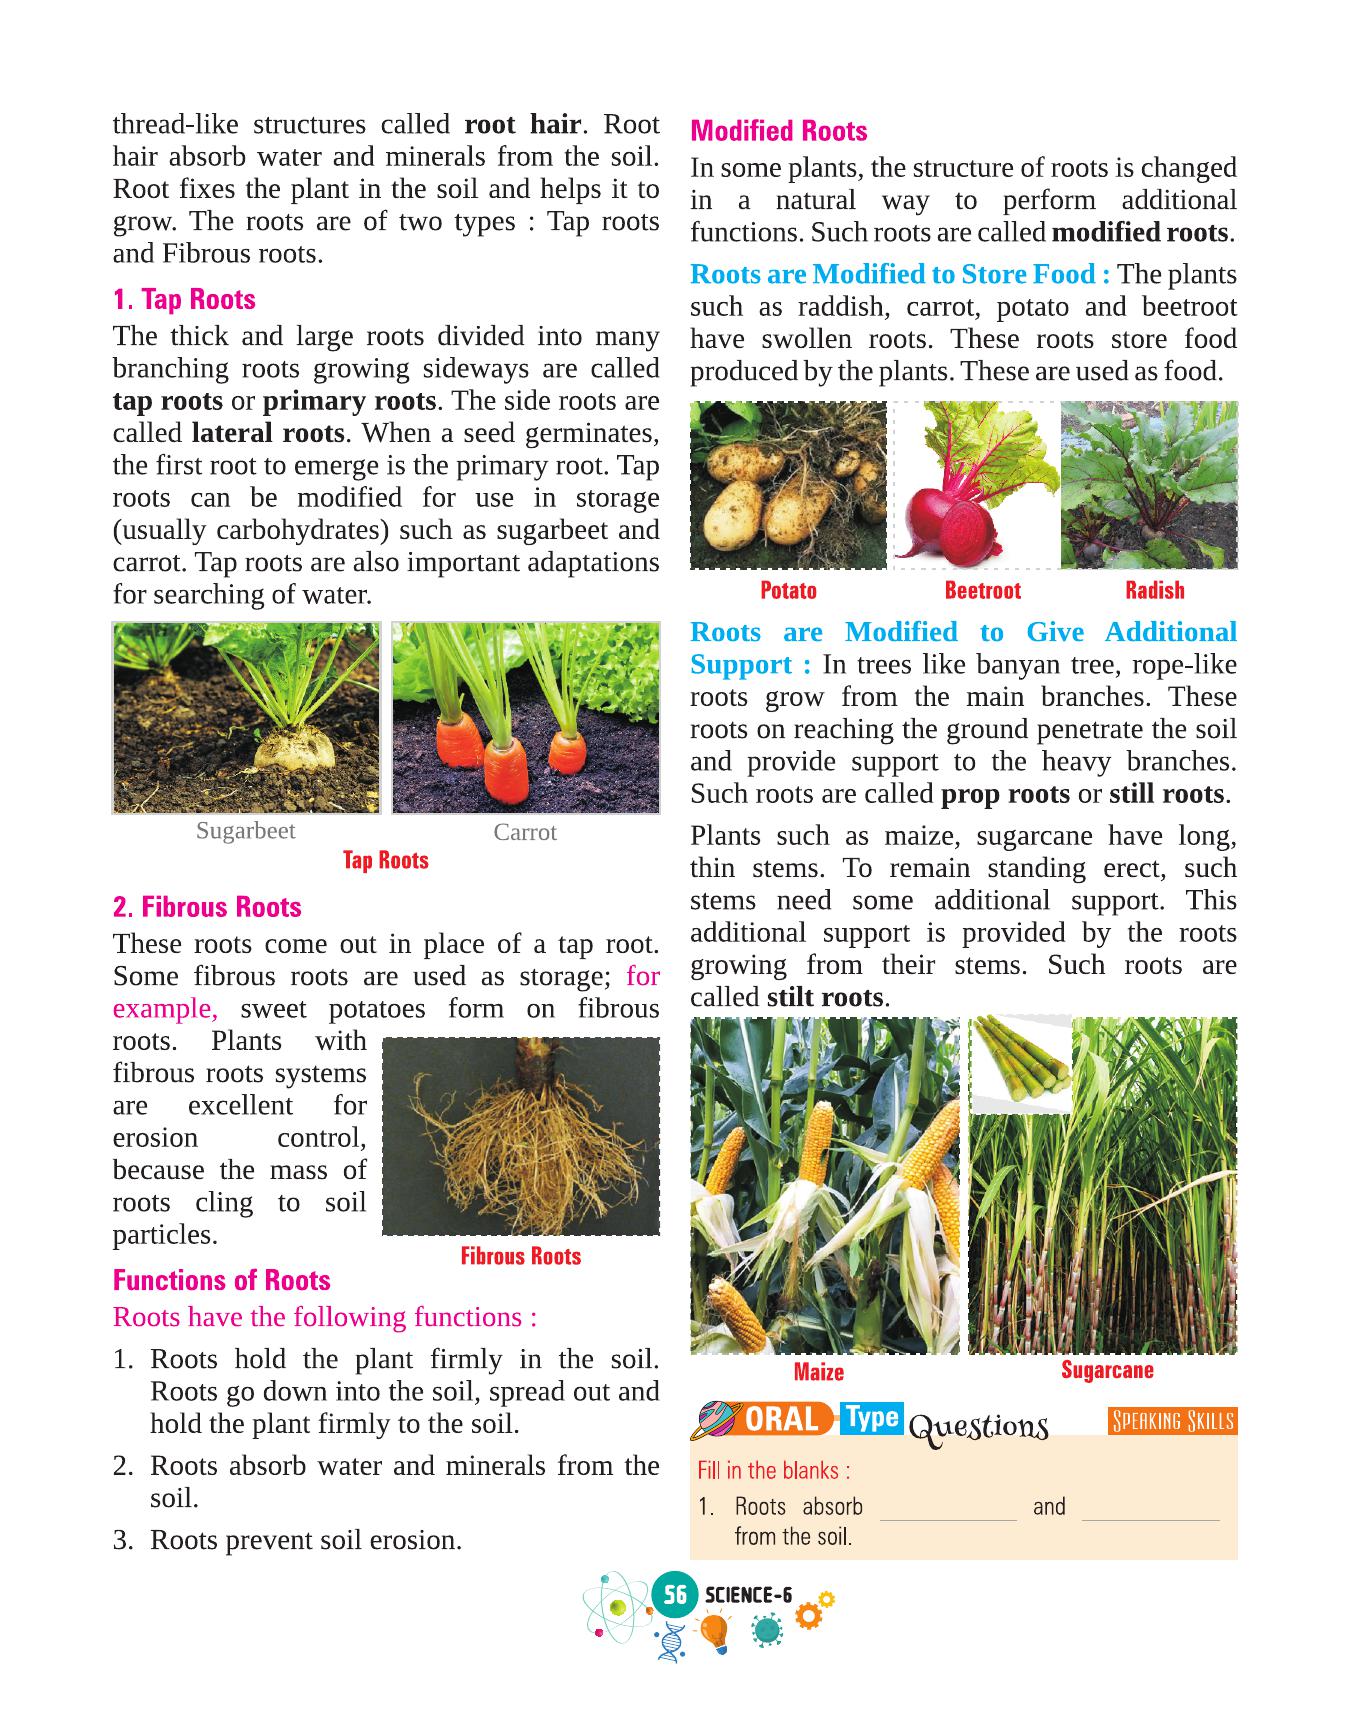 thread-like structures called root hair. Root
hair absorb water and minerals from the soil.
Root fixes the plant in the soil and helps it to
grow. The roots are of two types : Tap roots
and Fibrous roots.
1. Tap Roots
The thick and large roots divided into many
branching roots growing sideways are called
tap roots or primary roots. The side roots are
called lateral roots. When a seed germinates,
the first root to emerge is the primary root. Tap
roots can be modified for use in storage
(usually carbohydrates) such as sugarbeet and
carrot. Tap roots are also important adaptations
for searching of water.
Sugarbeet
Carrot
Tap Roots
2. Fibrous Roots
These roots come out in place of a tap root.
Some fibrous roots are used as storage; for
example, sweet potatoes form on fibrous
roots. Plants with
fibrous roots systems
are excellent for
erosion control,
because the mass of
roots cling to soil
particles.
Fibrous Roots
Functions of Roots
Roots have the following functions :
1. Roots hold the plant firmly in the soil.
Roots go down into the soil, spread out and
hold the plant firmly to the soil.
2. Roots absorb water and minerals from the
soil.
3. Roots prevent soil erosion.
Modified Roots
In some plants, the structure of roots is changed
in a natural way to perform additional
functions. Such roots are called modified roots.
Roots are Modified to Store Food : The plants
such as raddish, carrot, potato and beetroot
have swollen roots. These roots store food
produced by the plants. These are used as food.
Potato
Beetroot
Radish
Roots are Modified to Give Additional
Support : In trees like banyan tree, rope-like
roots grow from the main branches. These
roots on reaching the ground penetrate the soil
and provide support to the heavy branches.
Such roots are called prop roots or still roots.
Plants such as maize, sugarcane have long,
thin stems. To remain standing erect, such
stems need some additional support. This
additional support is provided by the roots
growing from their stems. Such roots are
called stilt roots.
Maize
Sugarcane
ORAL Type Questions
SPEAKING SKILLS
Fill in the blanks :
1. Roots absorb ____________ and ____________
from the soil.
56 SCIENCE-6